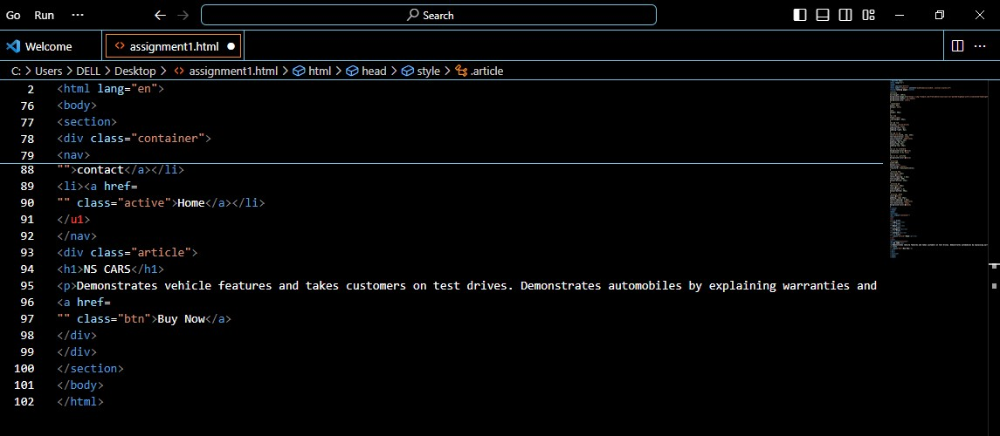 Go Run ··· Search
Welcome assignment1.html
C: > Users > DELL > Desktop > assignment1.html > html > head > style > .article
2 <html lang="en">
76 <body>
77 <section>
78 <div class="container">
79 <nav>
88 "">contact</a></li>
89 <li><a href=
90 "" class="active">Home</a></li>
91 </u1>
92 </nav>
93 <div class="article">
94 <h1>NS CARS</h1>
95 <p>Demonstrates vehicle features and takes customers on test drives. Demonstrates automobiles by explaining warranties and
96 <a href=
97 "" class="btn">Buy Now</a>
98 </div>
99 </div>
100 </section>
101 </body>
102 </html>